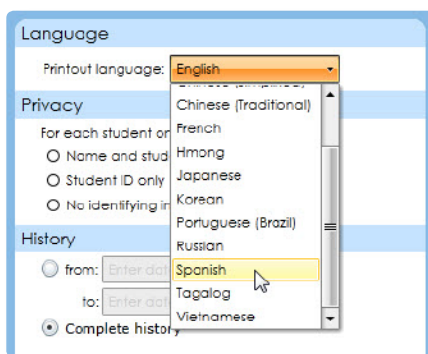 Language
Printout language: English
Chinese (Traditional)
Privacy
French
For each student or
Hmong
Name and stud
Japanese
Student ID only
Korean
No identifying in
Portuguese (Brazil)
Russian
History
Spanish
from: Enter dat
Tagalog
to: Enter dat
Vietnamese
Complete history